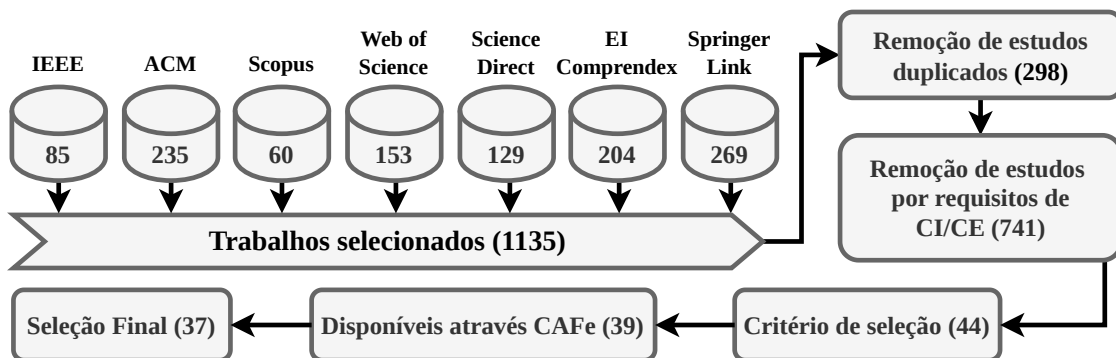 IEEE
ACM
Scopus
Web of
Science
Science
Direct
EI
Comprendex
Springer
Link
85
235
60
153
129
204
269
Trabalhos selecionados (1135)
Remoção de estudos
duplicados (298)
Remoção de estudos
por requisitos de
CI/CE (741)
Critério de seleção (44)
Disponíveis através CAFe (39)
Seleção Final (37)